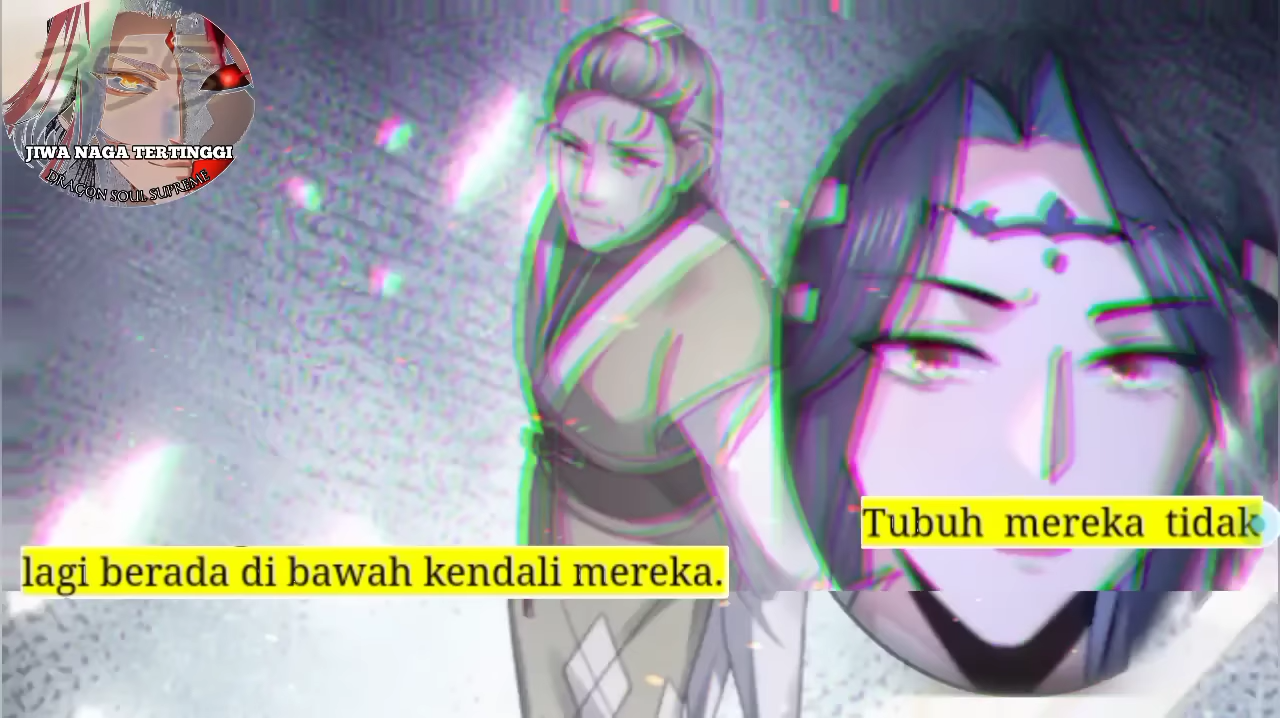 JIWA NAGA TERTINGGI
DRAGON SOUL SUPREME
Tubuh mereka tidak
lagi berada di bawah kendali mereka.